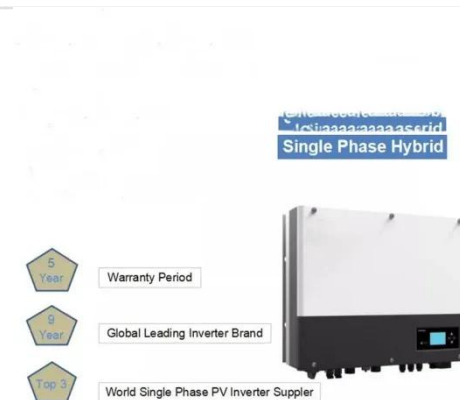 Single Phase Hybrid
5
Year
Warranty Period
9
Year
Global Leading Inverter Brand
Top 3
World Single Phase PV Inverter Suppler